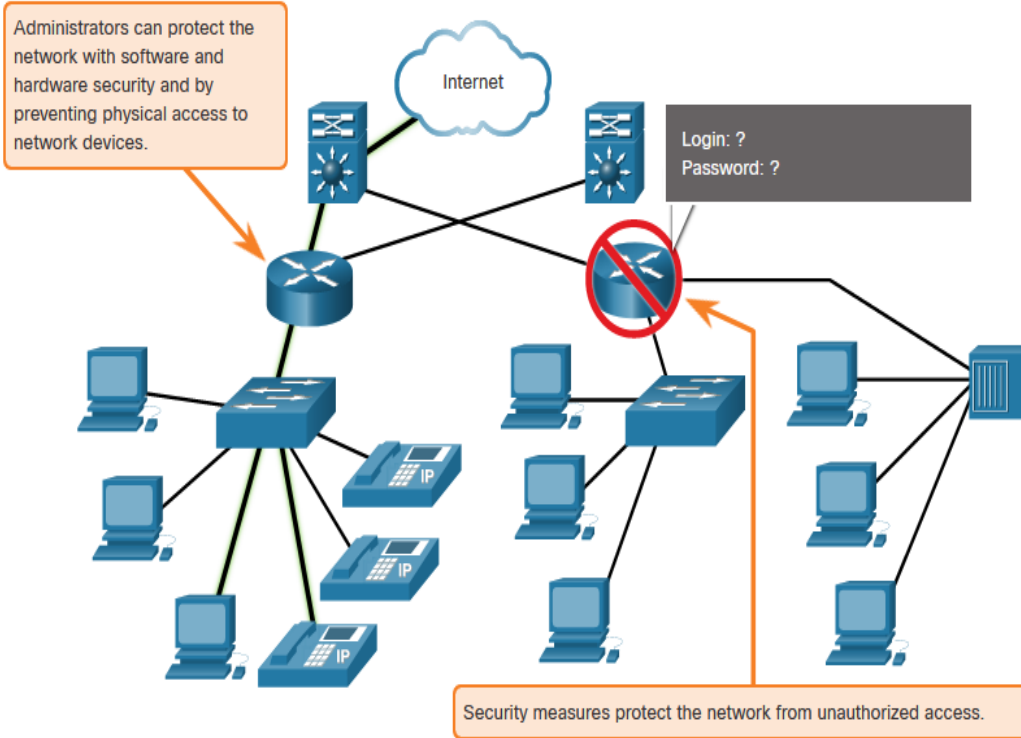 Administrators can protect the
network with software and
hardware security and by
preventing physical access to
network devices.
Internet
Login: ?
Password: ?
IP
IP
IP
Security measures protect the network from unauthorized access.